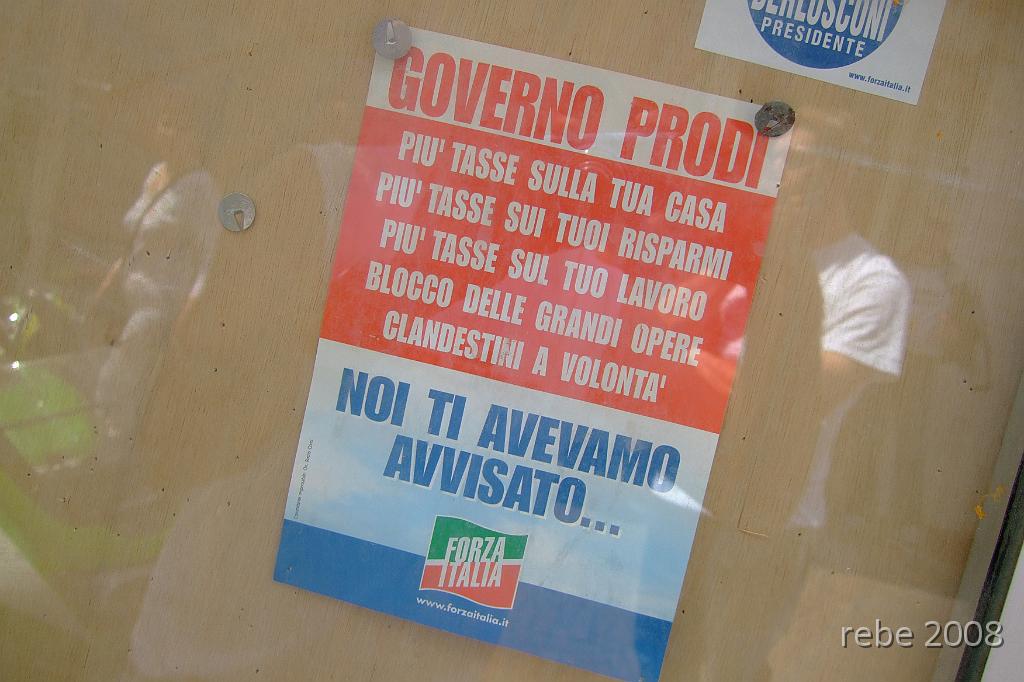 BERLUSCONI
PRESIDENTE
www.forzaitalia.it
GOVERNO PRODI
PIU' TASSE SULLA TUA CASA
PIU' TASSE SUI TUOI RISPARMI
PIU' TASSE SUL TUO LAVORO
BLOCCO DELLE GRANDI OPERE
CLANDESTINI A VOLONTA'
NOI TI AVEVAMO
AVVISATO...
FORZA
ITALIA
www.forzaitalia.it
rebe 2008